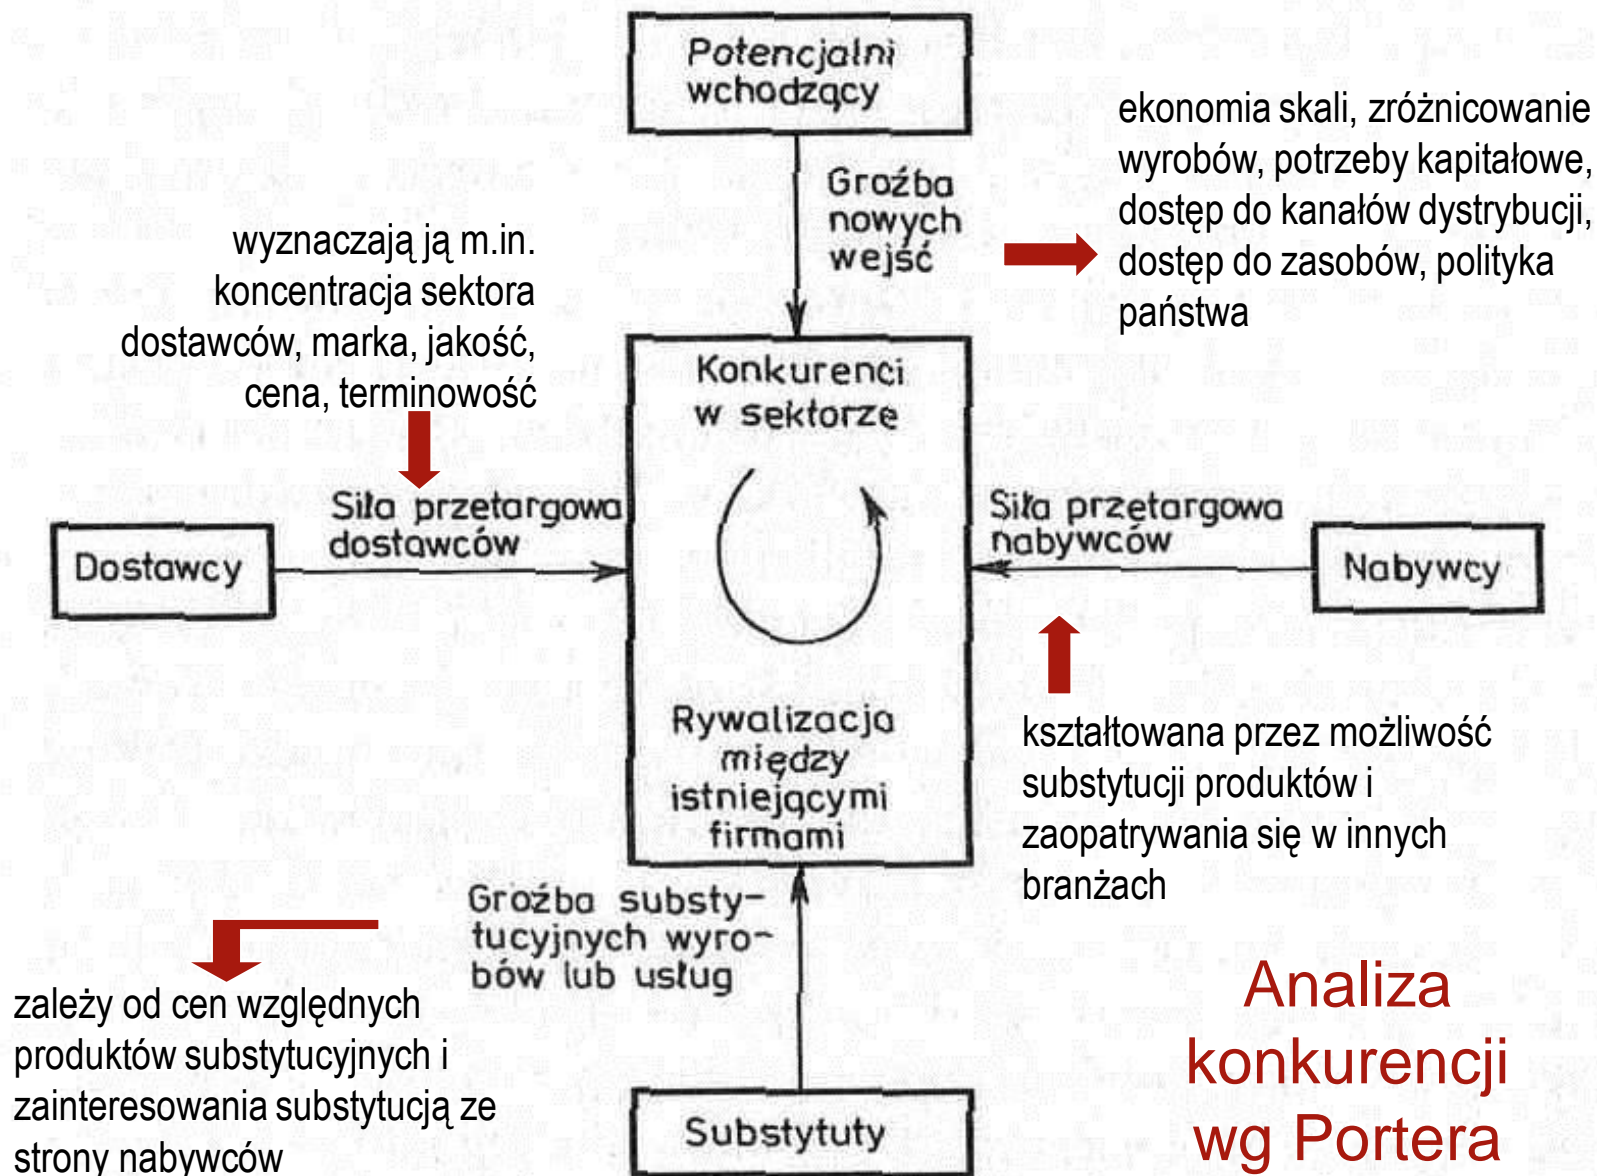 Potencjalni
wchodzący
ekonomia skali, zróżnicowanie
wyrobów, potrzeby kapitałowe,
dostęp do kanałów dystrybucji,
dostęp do zasobów, polityka
państwa
Groźba
nowych
wejść
wyznaczają ją m.in.
koncentracja sektora
dostawców, marka, jakość,
cena, terminowość
Konkurenci
w sektorze
Siła przetargowa
dostawców
Siła przetargowa
nabywców
Dostawcy
Nabywcy
Rywalizacja
między
istniejącymi
firmami
kształtowana przez możliwość
substytucji produktów i
zaopatrywania się w innych
branżach
Groźba substy-
tucyjnych wyro-
bów lub usług
zależy od cen względnych
produktów substytucyjnych i
zainteresowania substytucją ze
strony nabywców
Substytuty
Analiza
konkurencji
wg Portera